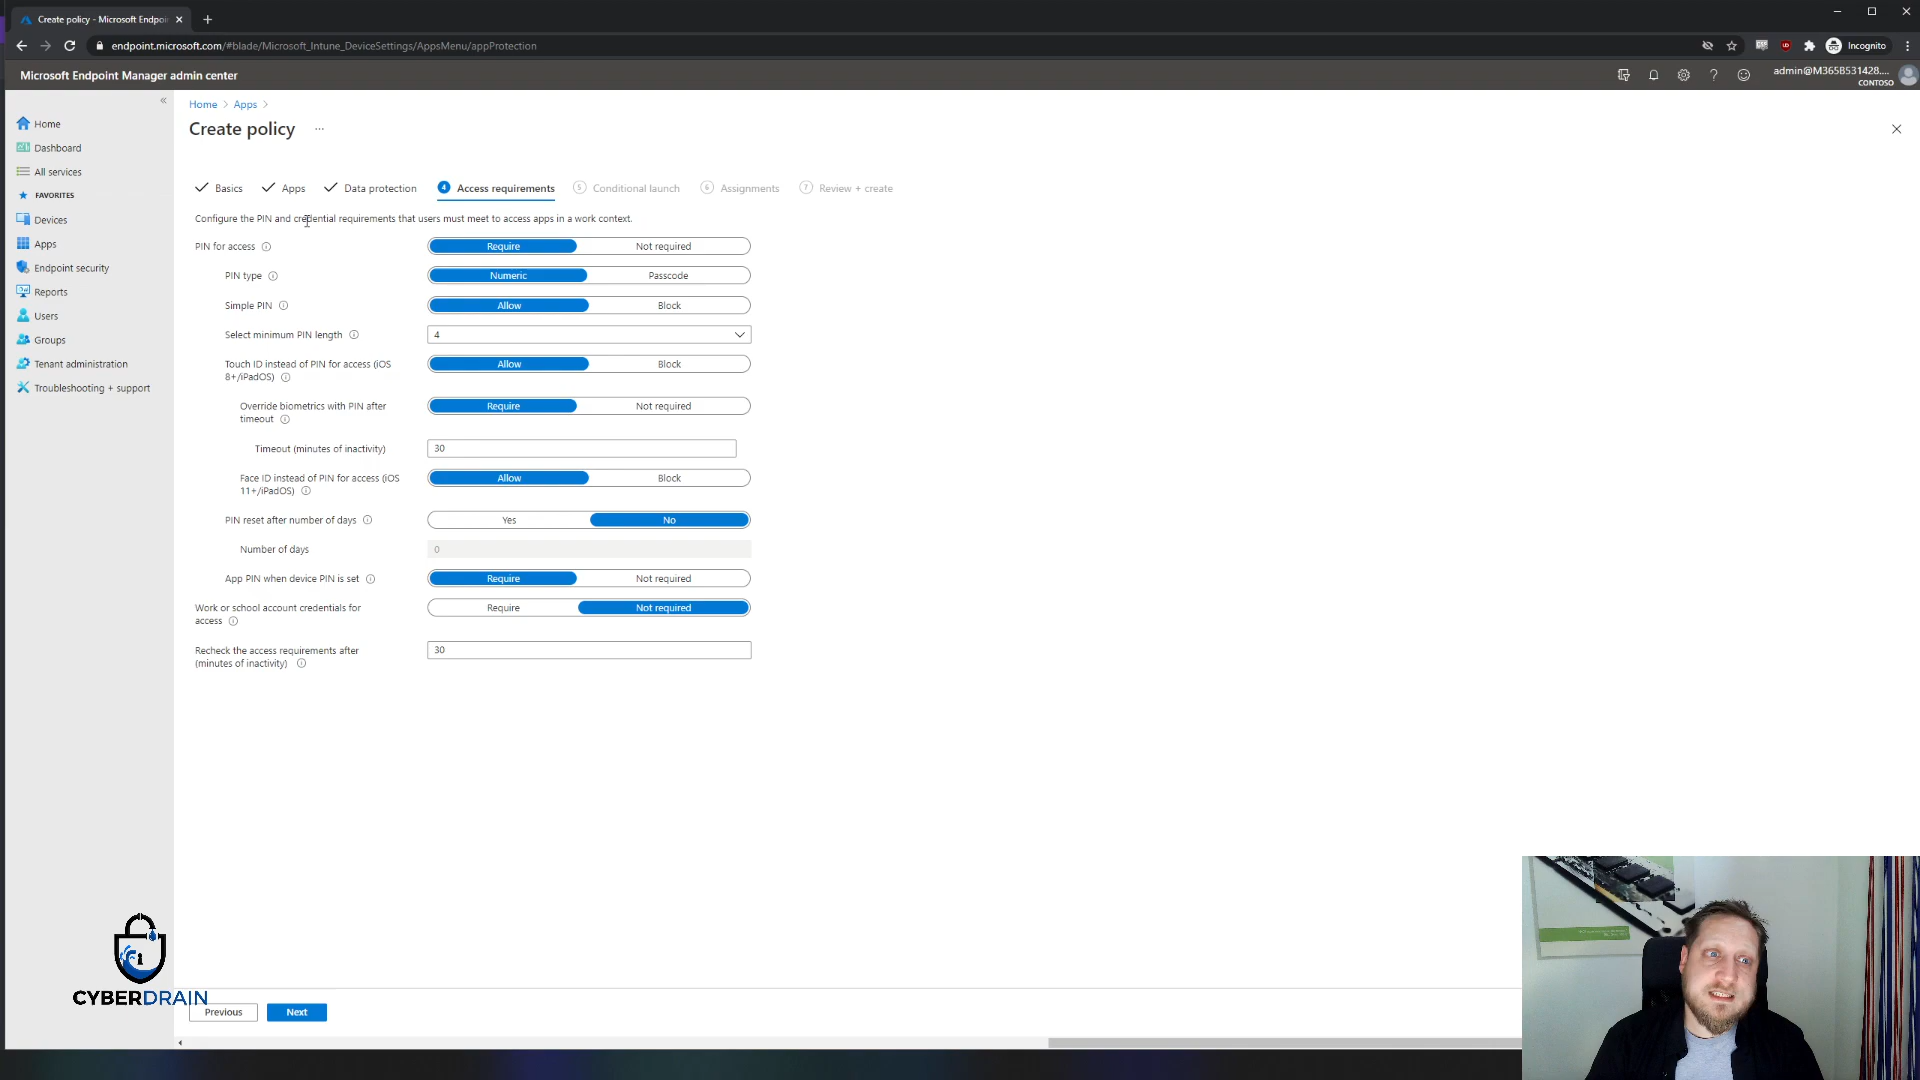 Create policy - Microsoft Endpoi
endpoint.microsoft.com/#blade/Microsoft_Intune_DeviceSettings/AppsMenu/appProtection
Incognito
Microsoft Endpoint Manager admin center
admin@M365B531428....
CONTOSO
Home
Dashboard
All services
FAVORITES
Devices
Apps
Endpoint security
Reports
Users
Groups
Tenant administration
Troubleshooting + support
Home > Apps >
Create policy ...
Basics
Apps
Data protection
4 Access requirements
5 Conditional launch
6 Assignments
7 Review + create
Configure the PIN and credential requirements that users must meet to access apps in a work context.
PIN for access
Require
Not required
PIN type
Numeric
Passcode
Simple PIN
Allow
Block
Select minimum PIN length
4
Touch ID instead of PIN for access (iOS
8+/iPadOS)
Allow
Block
Override biometrics with PIN after
timeout
Require
Not required
Timeout (minutes of inactivity)
30
Face ID instead of PIN for access (iOS
11+/iPadOS)
Allow
Block
PIN reset after number of days
Yes
No
Number of days
0
App PIN when device PIN is set
Require
Not required
Work or school account credentials for
access
Require
Not required
Recheck the access requirements after
(minutes of inactivity)
30
CYBERDRAIN
Previous
Next